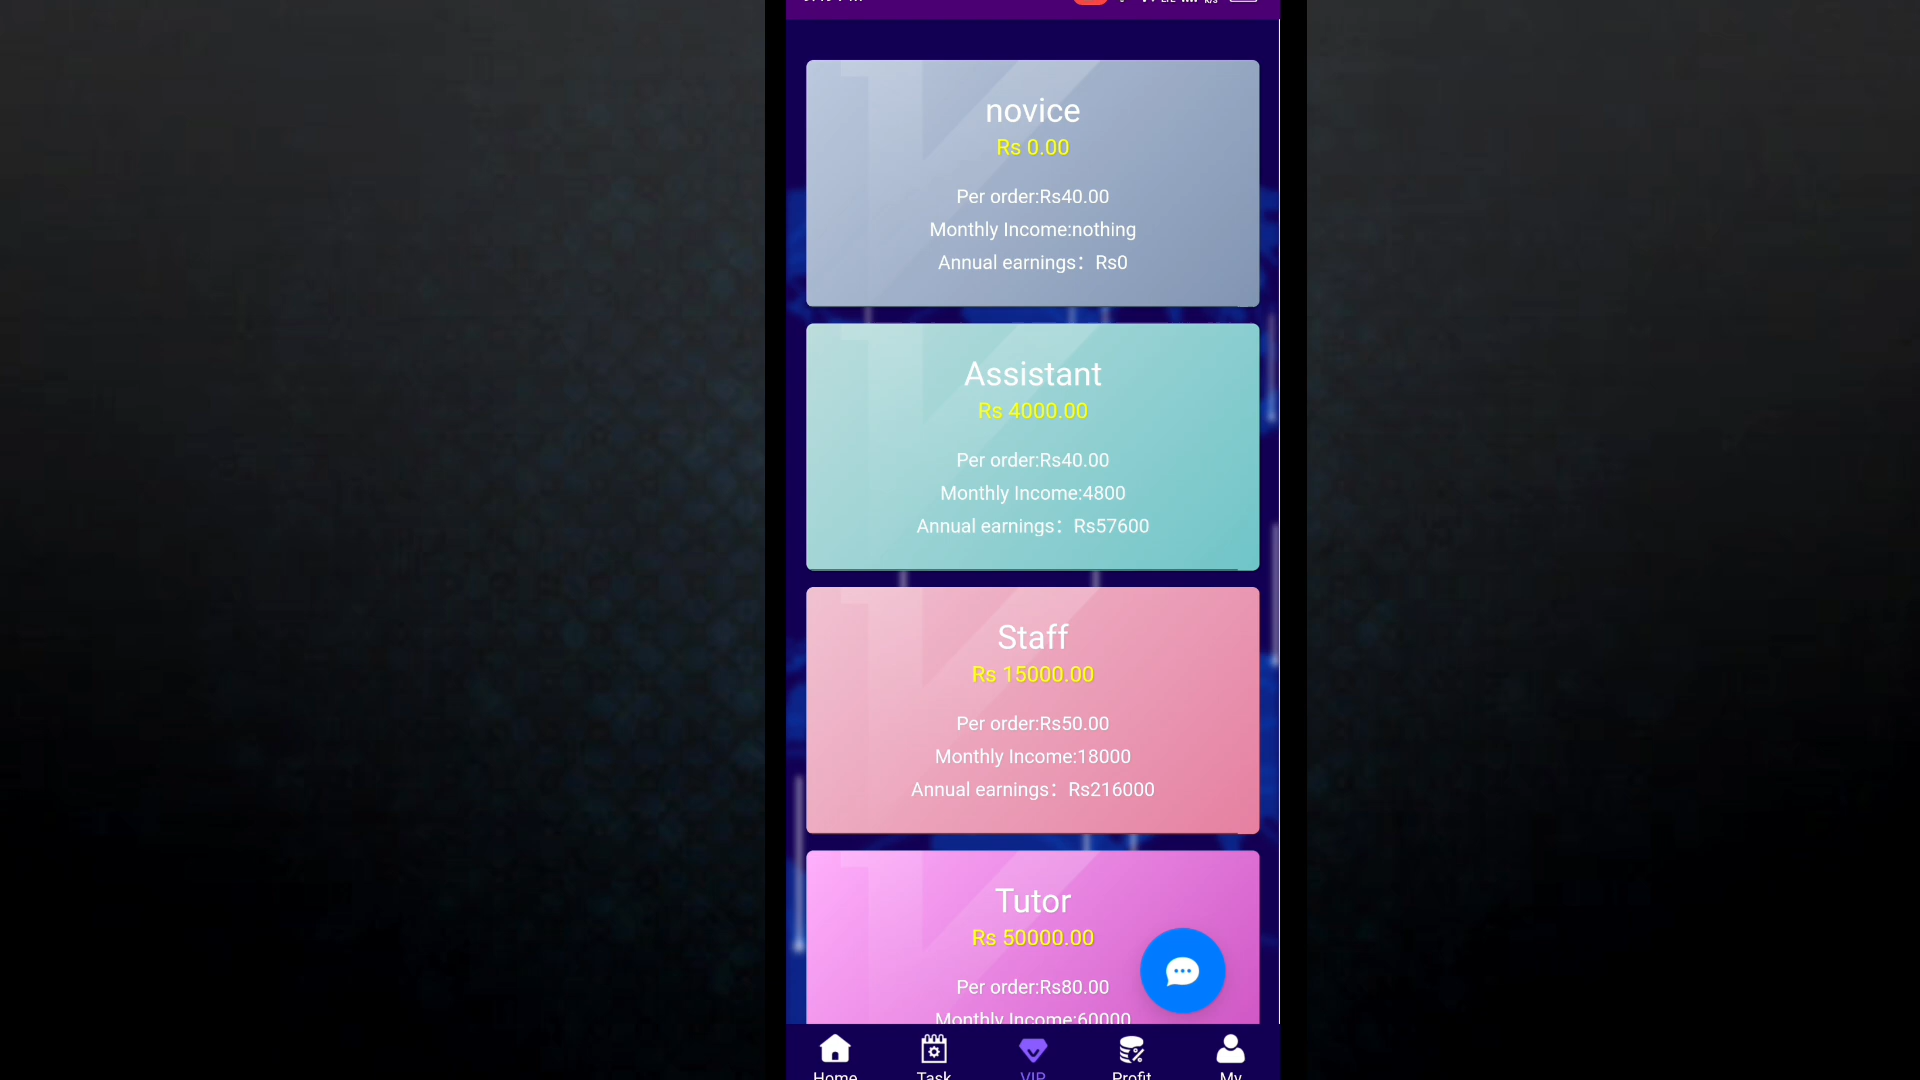 novice
Rs 0.00
Per order:Rs40.00
Monthly Income:nothing
Annual earnings：Rs0
Assistant
Rs 4000.00
Per order:Rs40.00
Monthly Income:4800
Annual earnings：Rs57600
Staff
Rs 15000.00
Per order:Rs50.00
Monthly Income:18000
Annual earnings：Rs216000
Tutor
Rs 50000.00
Per order:Rs80.00
Monthly Income:60000
Home Task VIP Profit My